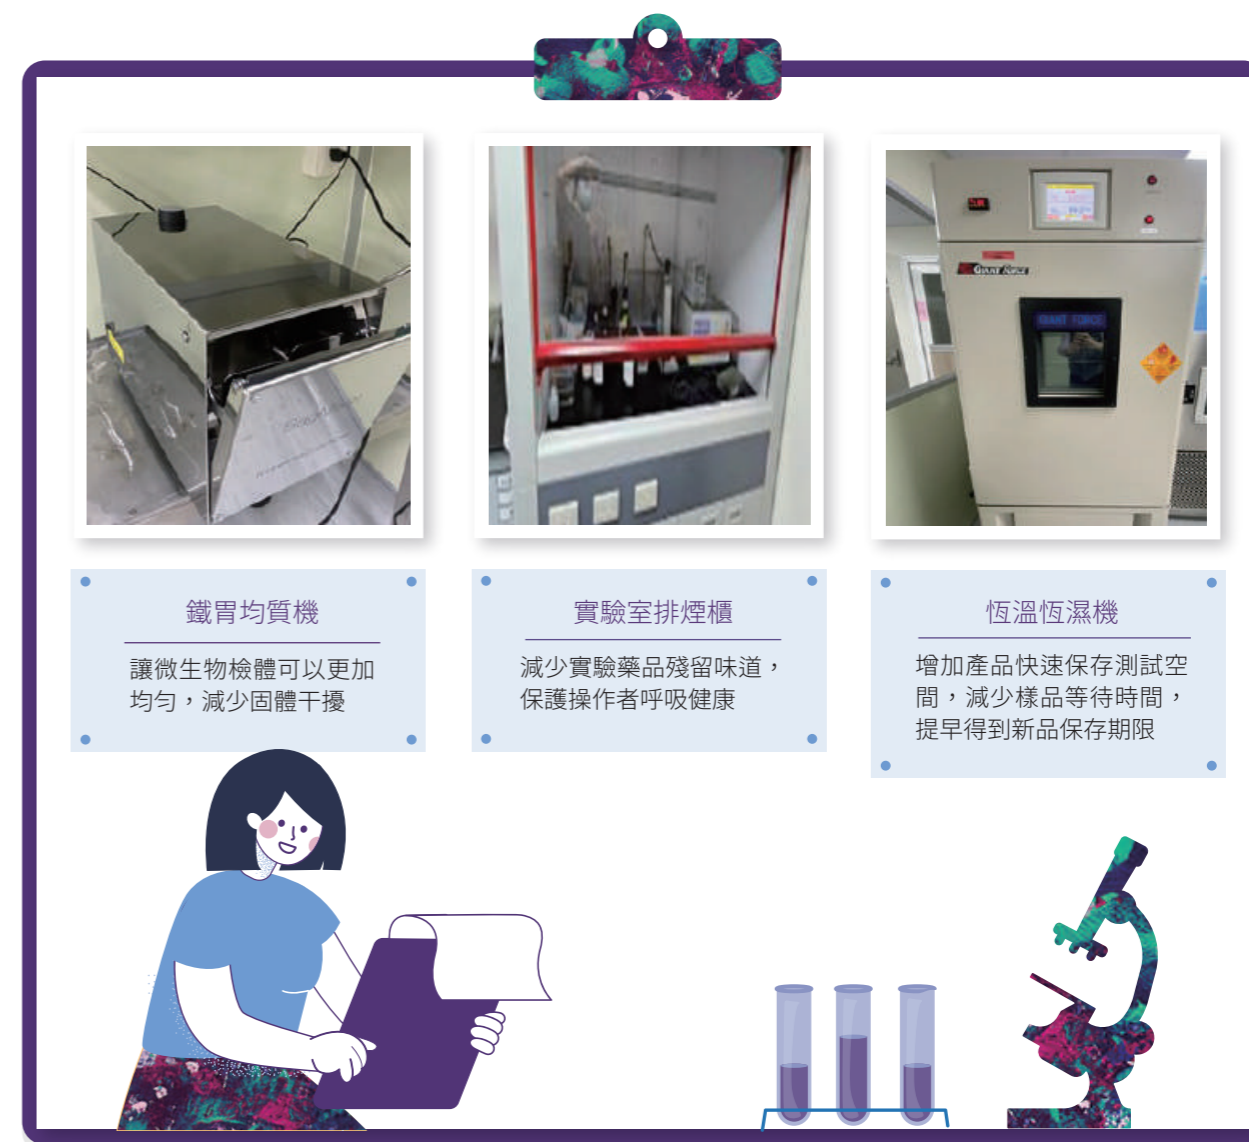 GIANT FORCE
GIANT FORCE
鐵胃均質機
讓微生物檢體可以更加
均勻，減少固體干擾
實驗室排煙櫃
減少實驗藥品殘留味道，
保護操作者呼吸健康
恆溫恆濕機
增加產品快速保存測試空
間，減少樣品等待時間，
提早得到新品保存期限